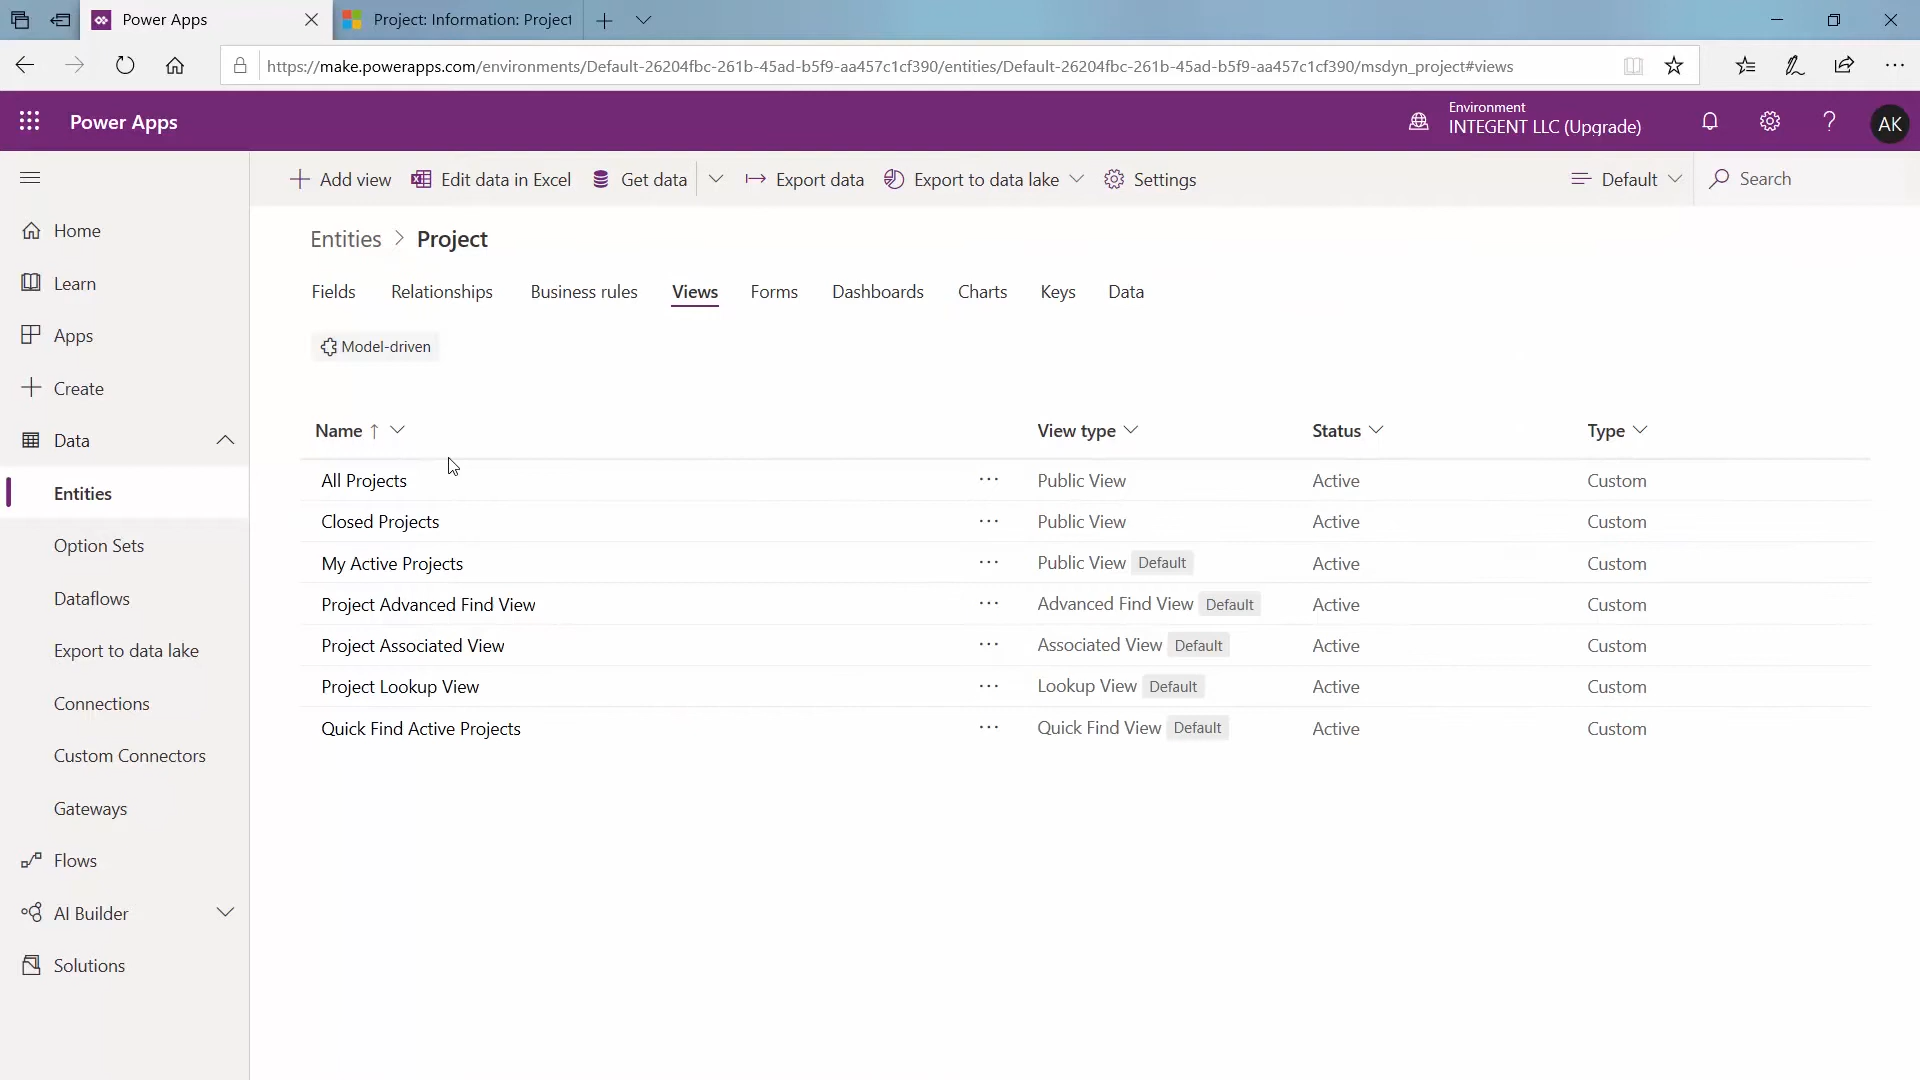 Power Apps
Project: Information: Project
https://make.powerapps.com/environments/Default-26204fbc-261b-45ad-b5f9-aa457c1cf390/entities/Default-26204fbc-261b-45ad-b5f9-aa457c1cf390/msdyn_project#views
Power Apps
Environment
INTEGENT LLC (Upgrade)
AK
Add view
Edit data in Excel
Get data
Export data
Export to data lake
Settings
Default
Search
Home
Learn
Apps
Create
Data
Entities
Option Sets
Dataflows
Export to data lake
Connections
Custom Connectors
Gateways
Flows
AI Builder
Solutions
Entities > Project
Fields Relationships Business rules Views Forms Dashboards Charts Keys Data
Model-driven
Name View type Status Type
All Projects ... Public View Active Custom
Closed Projects ... Public View Active Custom
My Active Projects ... Public View Default Active Custom
Project Advanced Find View ... Advanced Find View Default Active Custom
Project Associated View ... Associated View Default Active Custom
Project Lookup View ... Lookup View Default Active Custom
Quick Find Active Projects ... Quick Find View Default Active Custom